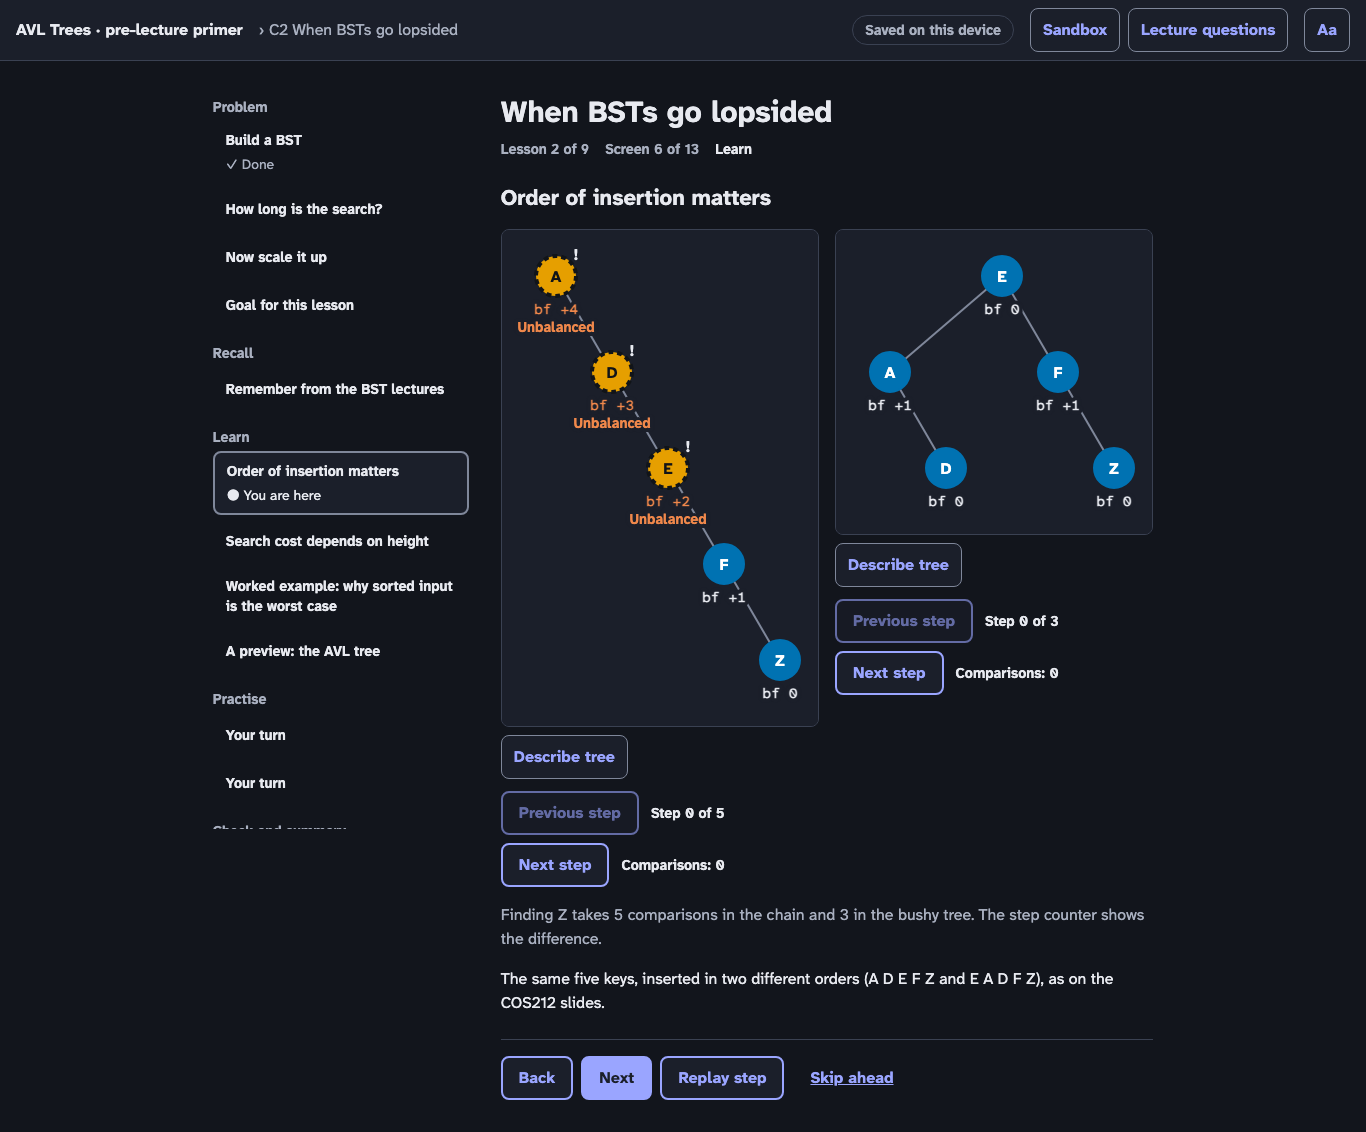 AVL Trees · pre-lecture primer › C2 When BSTs go lopsided
Saved on this device
Sandbox
Lecture questions
Aa
Problem
Build a BST
✓ Done
How long is the search?
Now scale it up
Goal for this lesson
Recall
Remember from the BST lectures
Learn
Order of insertion matters
You are here
Search cost depends on height
Worked example: why sorted input
is the worst case
A preview: the AVL tree
Practise
Your turn
Your turn
When BSTs go lopsided
Lesson 2 of 9 Screen 6 of 13 Learn
Order of insertion matters
!
A
bf +4
Unbalanced
!
D
bf +3
Unbalanced
!
E
bf +2
Unbalanced
F
bf +1
Z
bf 0
Describe tree
Previous step
Step 0 of 5
Next step
Comparisons: 0
E
bf 0
A
bf +1
F
bf +1
D
bf 0
Z
bf 0
Describe tree
Previous step
Step 0 of 3
Next step
Comparisons: 0
Finding Z takes 5 comparisons in the chain and 3 in the bushy tree. The step counter shows
the difference.
The same five keys, inserted in two different orders (A D E F Z and E A D F Z), as on the
COS212 slides.
Back
Next
Replay step
Skip ahead